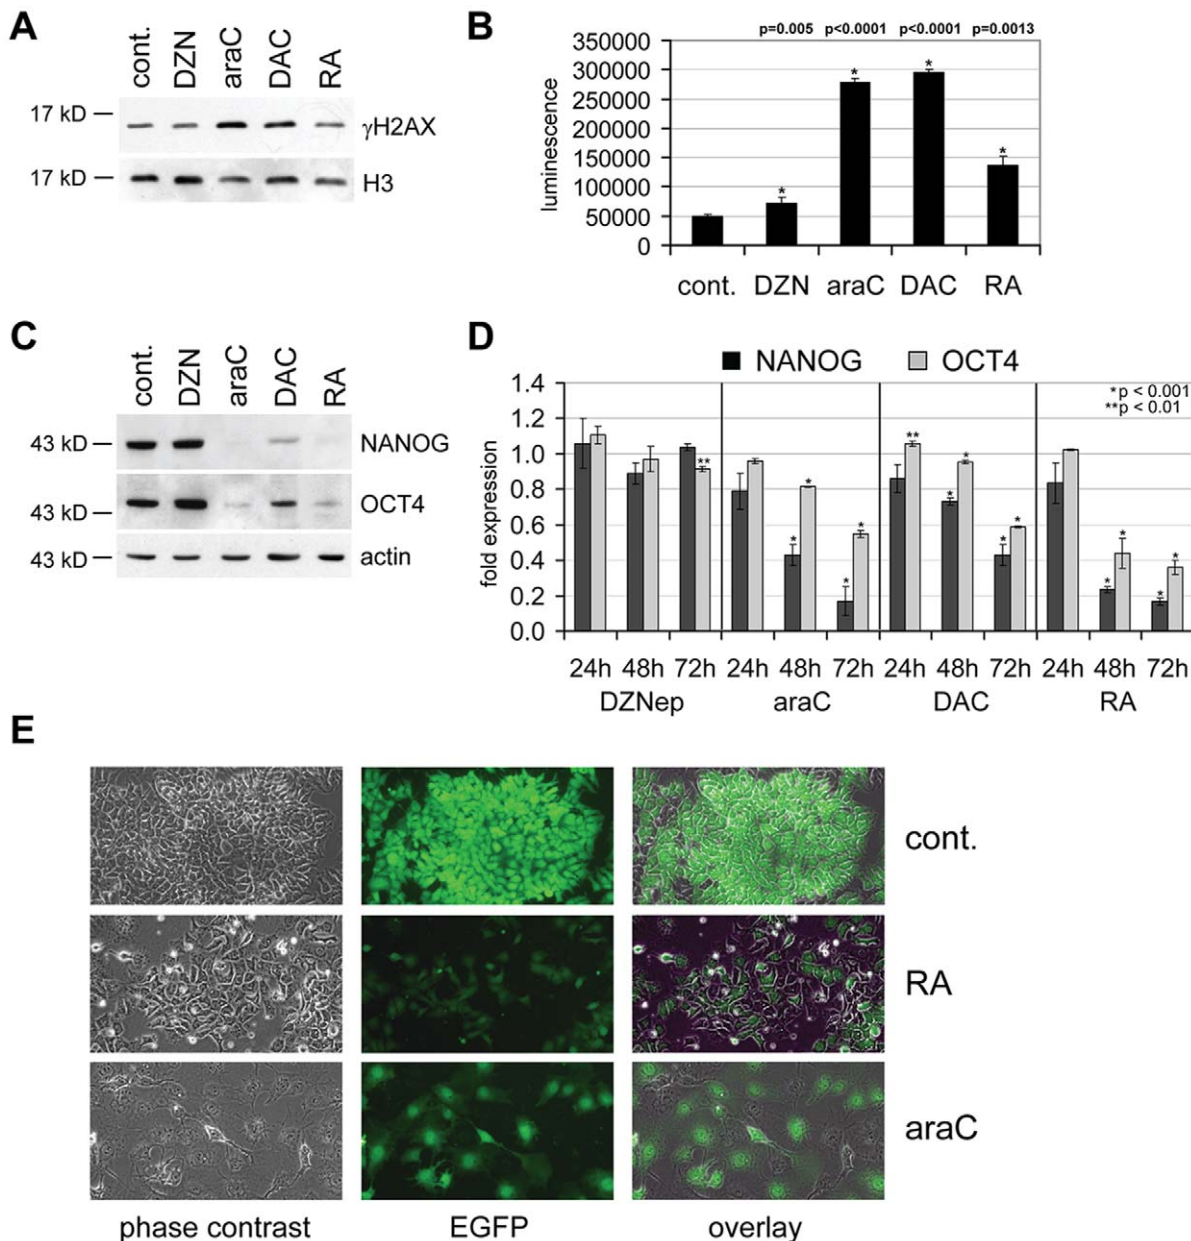 A
cont.
DZN
araC
DAC
RA
17 kD
γH2AX
17 kD
H3
B
p=0.005 p<0.0001 p<0.0001 p=0.0013
350000
300000
250000
200000
150000
100000
50000
0
luminescence
* * * *
cont. DZN araC DAC RA
C
cont.
DZN
araC
DAC
RA
43 kD
NANOG
43 kD
OCT4
43 kD
actin
D
NANOG OCT4
*p < 0.001
**p < 0.01
1.4
1.2
1.0
0.8
0.6
0.4
0.2
0.0
fold expression
** * * * * ** * * * * * * * *
24h 48h 72h 24h 48h 72h 24h 48h 72h 24h 48h 72h
DZNep araC DAC RA
E
cont.
RA
araC
phase contrast EGFP overlay